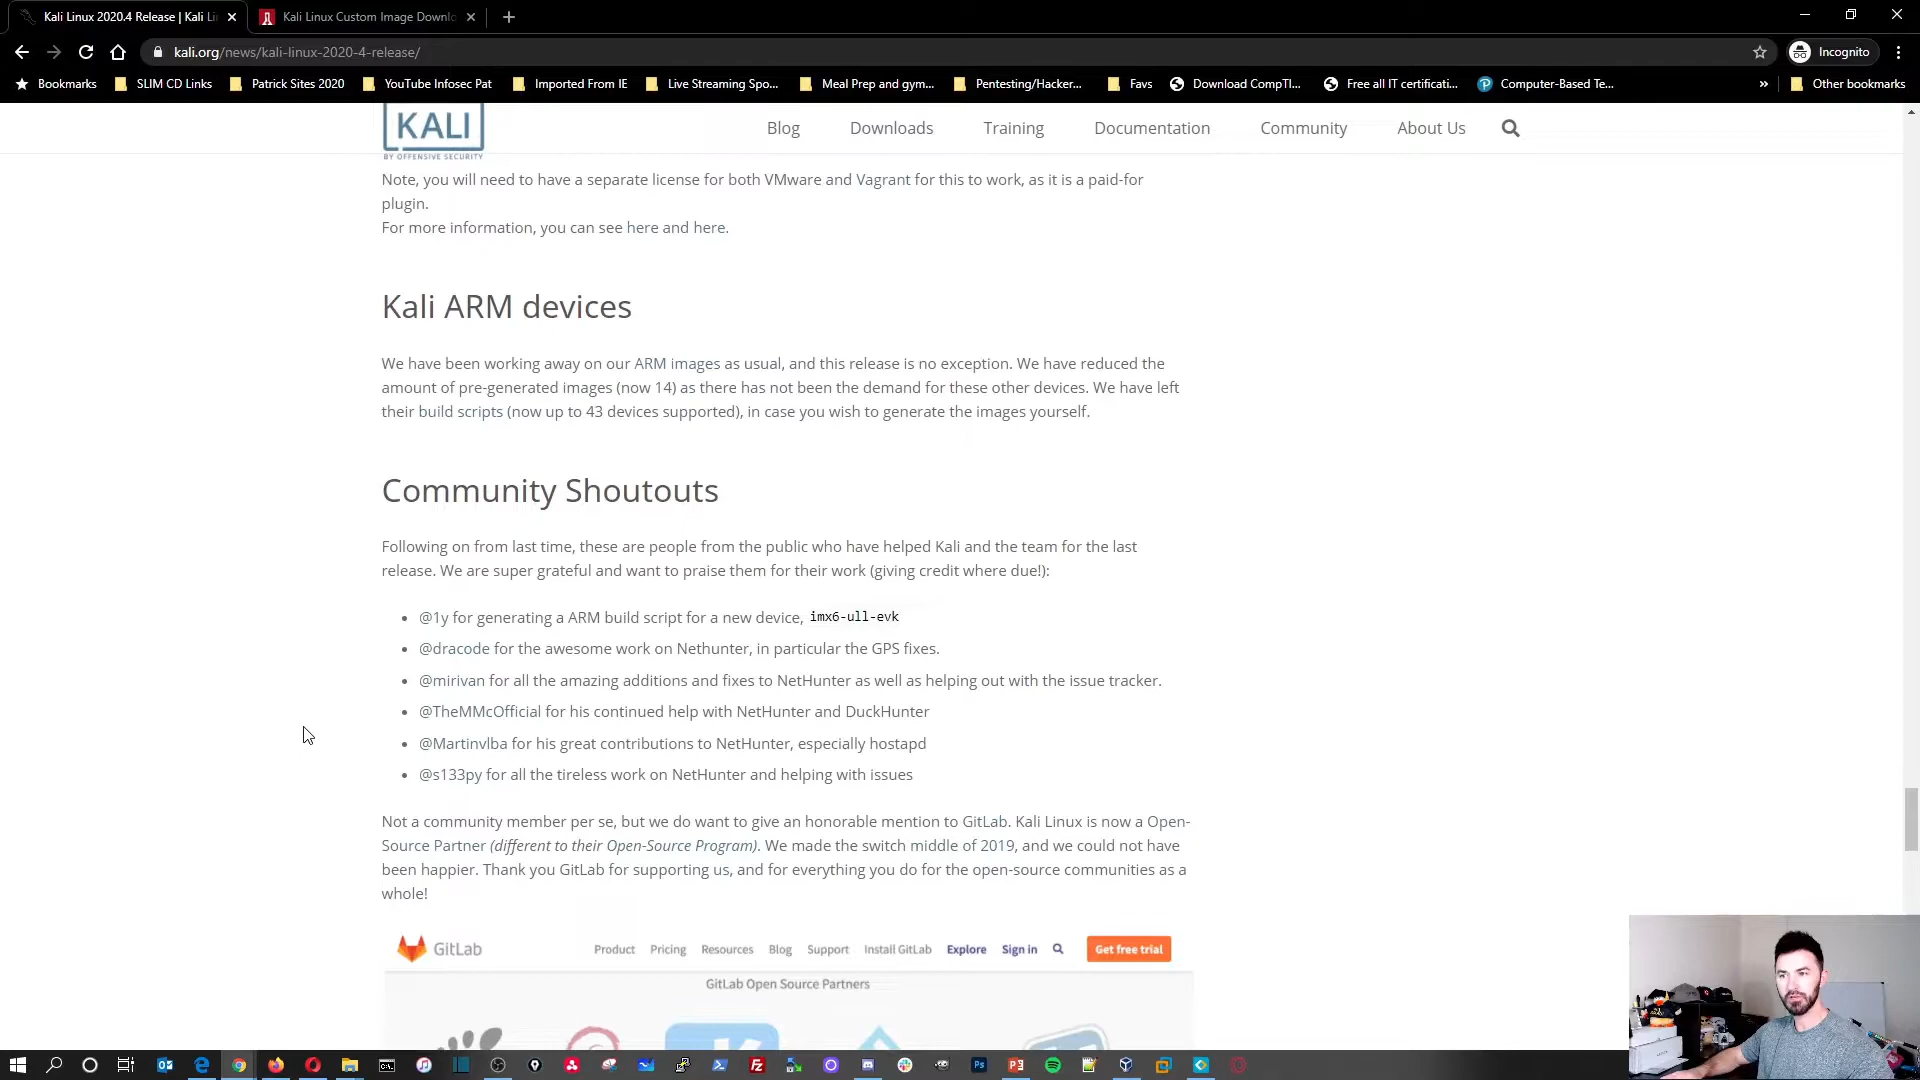 Kali Linux 2020.4 Release | Kali Li
Kali Linux Custom Image Downlo
kali.org/news/kali-linux-2020-4-release/
Incognito
Bookmarks
SLIM CD Links
Patrick Sites 2020
YouTube Infosec Pat
Imported From IE
Live Streaming Spo...
Meal Prep and gym...
Pentesting/Hacker...
Favs
Download CompTI...
Free all IT certificati...
Computer-Based Te...
»
Other bookmarks
KALI
BY OFFENSIVE SECURITY
Blog
Downloads
Training
Documentation
Community
About Us
Note, you will need to have a separate license for both VMware and Vagrant for this to work, as it is a paid-for
plugin.
For more information, you can see here and here.
Kali ARM devices
We have been working away on our ARM images as usual, and this release is no exception. We have reduced the
amount of pre-generated images (now 14) as there has not been the demand for these other devices. We have left
their build scripts (now up to 43 devices supported), in case you wish to generate the images yourself.
Community Shoutouts
Following on from last time, these are people from the public who have helped Kali and the team for the last
release. We are super grateful and want to praise them for their work (giving credit where due!):
• @1y for generating a ARM build script for a new device, imx6-ull-evk
• @dracode for the awesome work on Nethunter, in particular the GPS fixes.
• @mirivan for all the amazing additions and fixes to NetHunter as well as helping out with the issue tracker.
• @TheMMcOfficial for his continued help with NetHunter and DuckHunter
• @Martinvlba for his great contributions to NetHunter, especially hostapd
• @s133py for all the tireless work on NetHunter and helping with issues
Not a community member per se, but we do want to give an honorable mention to GitLab. Kali Linux is now a Open-
Source Partner (different to their Open-Source Program). We made the switch middle of 2019, and we could not have
been happier. Thank you GitLab for supporting us, and for everything you do for the open-source communities as a
whole!
GitLab
Product
Pricing
Resources
Blog
Support
Install GitLab
Explore
Sign in
Get free trial
GitLab Open Source Partners